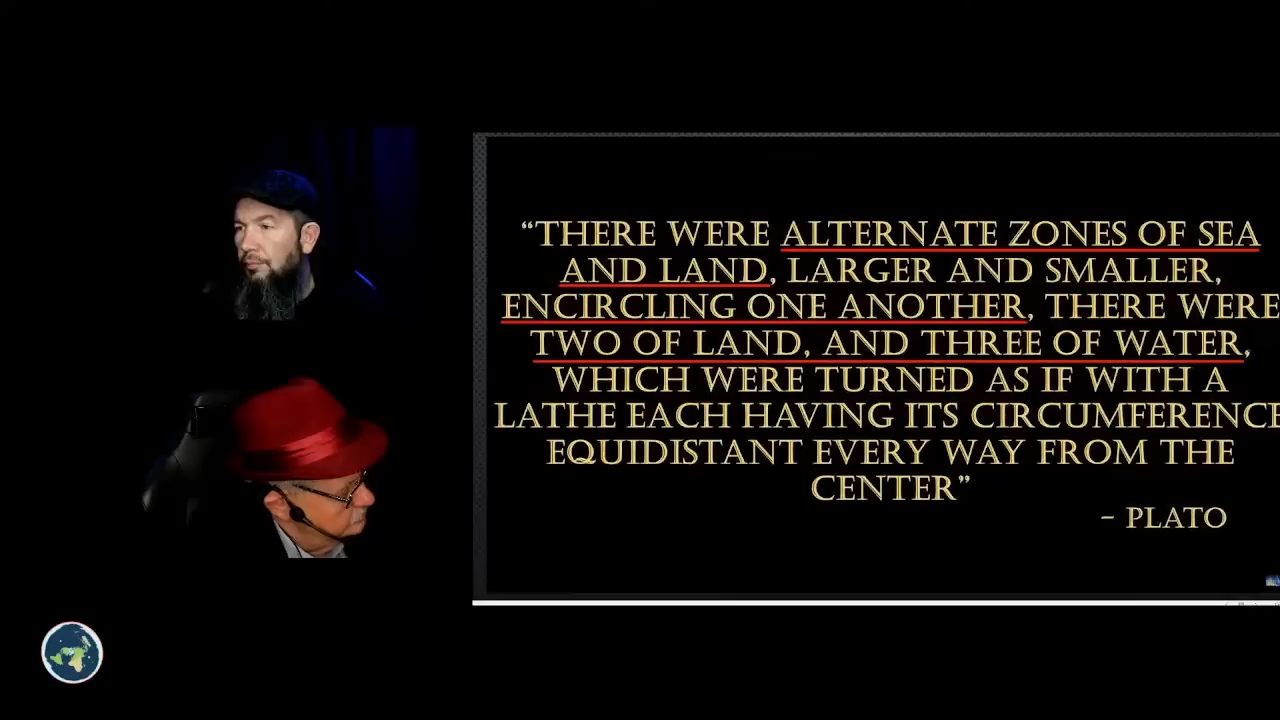 “THERE WERE ALTERNATE ZONES OF SEA
AND LAND, LARGER AND SMALLER,
ENCIRCLING ONE ANOTHER, THERE WERE
TWO OF LAND, AND THREE OF WATER,
WHICH WERE TURNED AS IF WITH A
LATHE EACH HAVING ITS CIRCUMFERENCE
EQUIDISTANT EVERY WAY FROM THE
CENTER”
– PLATO